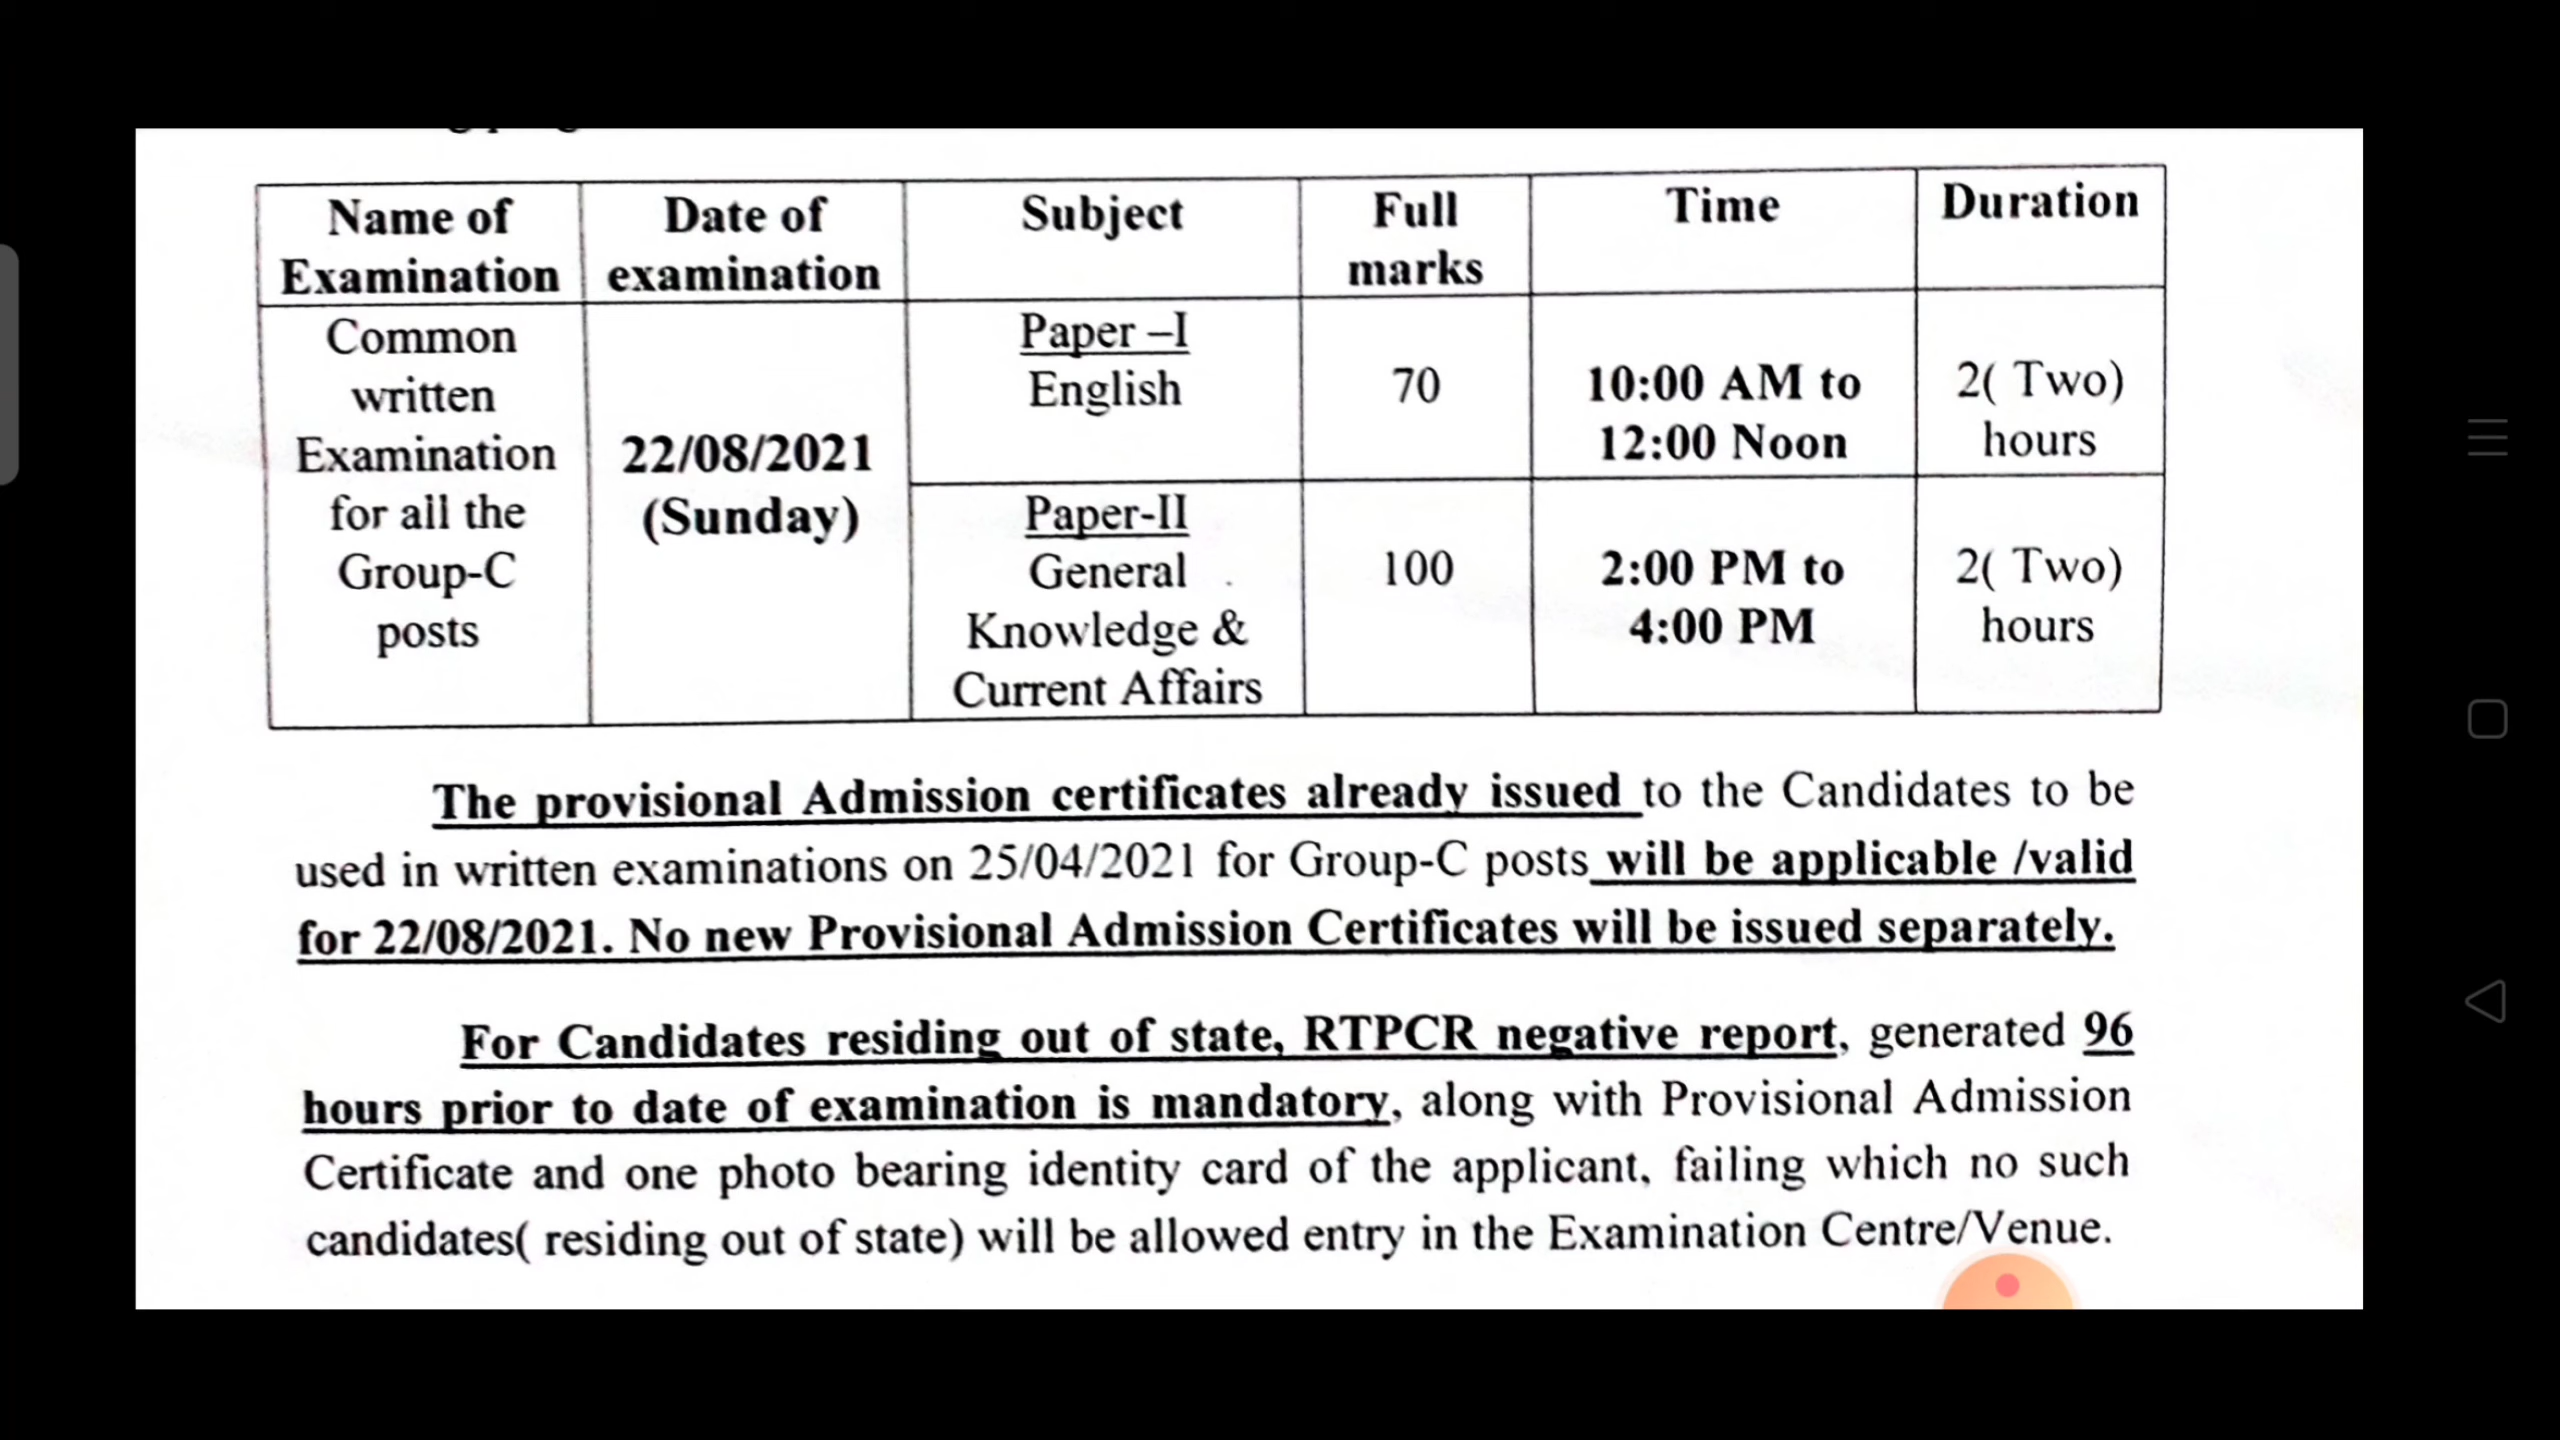 Name of Examination
Date of examination
Subject
Full marks
Time
Duration
Common
written
Examination
for all the
Group-C
posts
22/08/2021
(Sunday)
Paper –I
English
70
10:00 AM to
12:00 Noon
2( Two)
hours
Paper-II
General
Knowledge &
Current Affairs
100
2:00 PM to
4:00 PM
2( Two)
hours
The provisional Admission certificates already issued to the Candidates to be
used in written examinations on 25/04/2021 for Group-C posts will be applicable /valid
for 22/08/2021. No new Provisional Admission Certificates will be issued separately.
For Candidates residing out of state, RTPCR negative report, generated 96
hours prior to date of examination is mandatory, along with Provisional Admission
Certificate and one photo bearing identity card of the applicant, failing which no such
candidates( residing out of state) will be allowed entry in the Examination Centre/Venue.